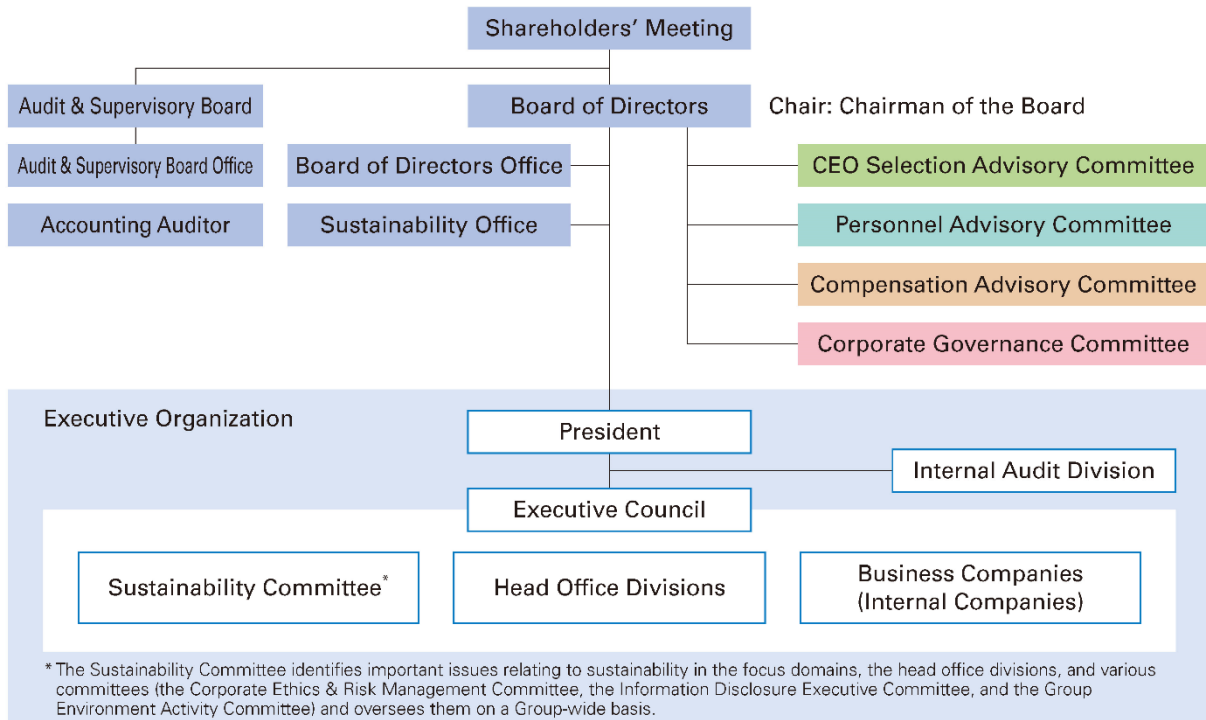 Shareholders' Meeting
Audit & Supervisory Board
Board of Directors
Chair: Chairman of the Board
Audit & Supervisory Board Office
Board of Directors Office
CEO Selection Advisory Committee
Accounting Auditor
Sustainability Office
Personnel Advisory Committee
Compensation Advisory Committee
Corporate Governance Committee
Executive Organization
President
Internal Audit Division
Executive Council
Sustainability Committee*
Head Office Divisions
Business Companies
(Internal Companies)
* The Sustainability Committee identifies important issues relating to sustainability in the focus domains, the head office divisions, and various
committees (the Corporate Ethics & Risk Management Committee, the Information Disclosure Executive Committee, and the Group
Environment Activity Committee) and oversees them on a Group-wide basis.